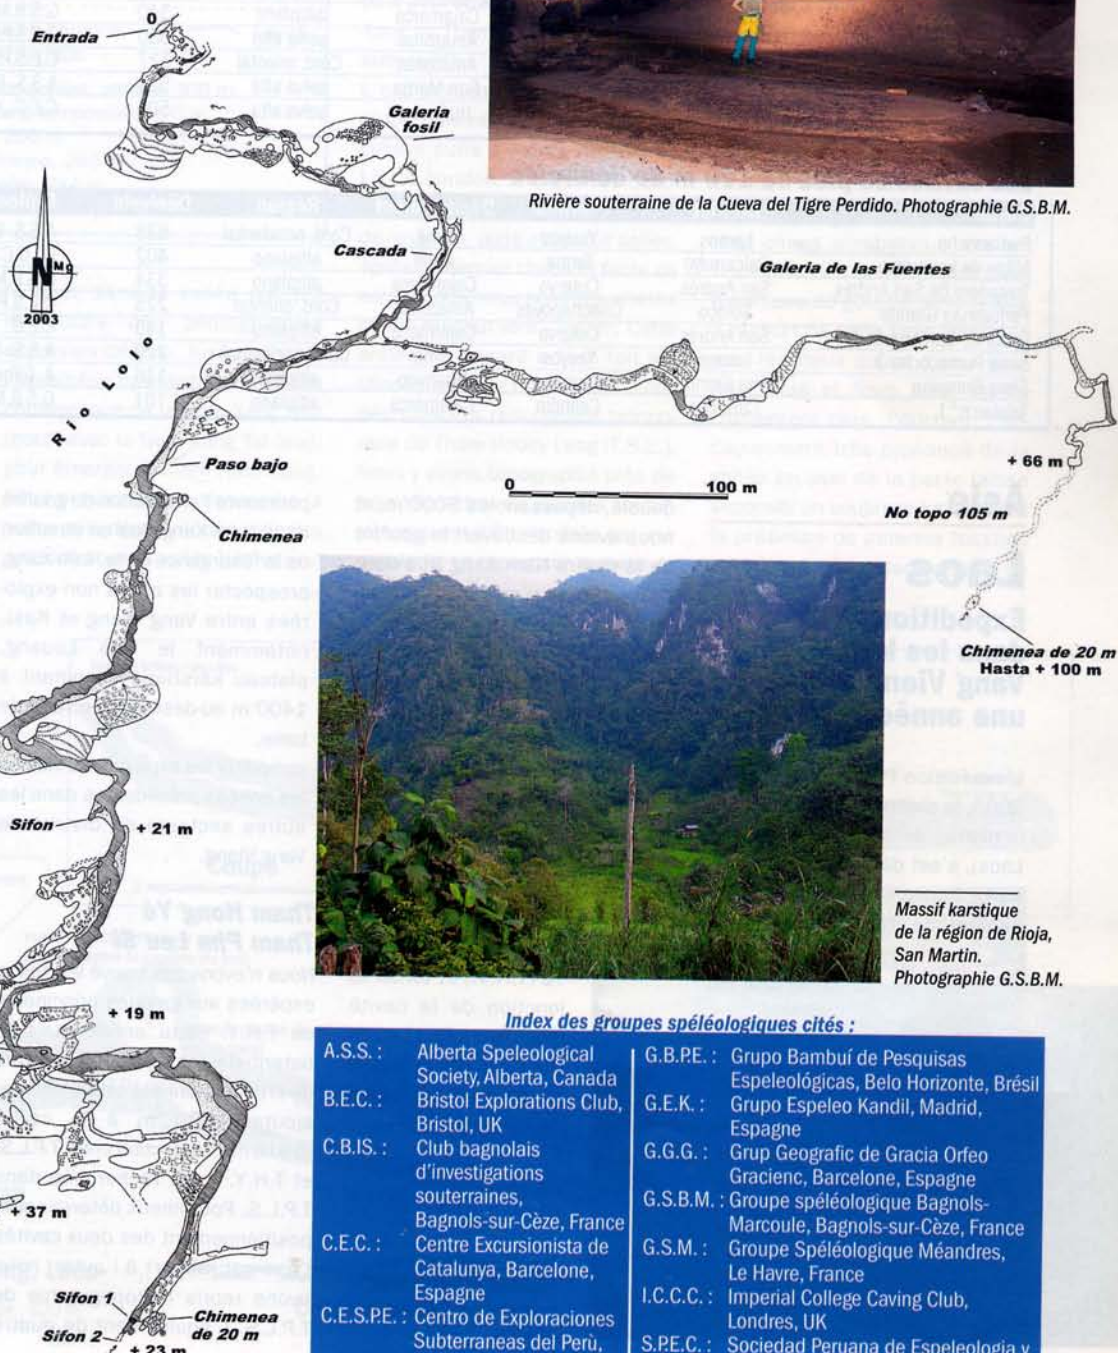 0
Entrada
Galeria
fosil
Rivière souterraine de la Cueva del Tigre Perdido. Photographie G.S.B.M.
Cascada
Galeria de las Fuentes
N
Mg
2003
Rio Lolo
Paso bajo
+ 66 m
0 100 m
No topo 105 m
Chimenea
Chimenea de 20 m
Hasta + 100 m
Sifon
+ 21 m
Massif karstique
de la région de Rioja,
San Martin.
Photographie G.S.B.M.
+ 19 m
+ 37 m
Sifon 1
Sifon 2
Chimenea
de 20 m
+ 23 m
Index des groupes spéléologiques cités :
A.S.S. : Alberta Speleological
Society, Alberta, Canada
B.E.C. : Bristol Explorations Club,
Bristol, UK
C.B.IS. : Club bagnolais
d'investigations
souterraines,
Bagnols-sur-Cèze, France
C.E.C. : Centre Excursionista de
Catalunya, Barcelone,
Espagne
C.E.S.P.E. : Centro de Exploraciones
Subterraneas del Perù,
G.B.P.E. : Grupo Bambuí de Pesquisas
Espeleológicas, Belo Horizonte, Brésil
G.E.K. : Grupo Espeleo Kandil, Madrid,
Espagne
G.G.G. : Grup Geografic de Gracia Orfeo
Gracienc, Barcelone, Espagne
G.S.B.M. : Groupe spéléologique Bagnols-
Marcoule, Bagnols-sur-Cèze, France
G.S.M. : Groupe Spéléologique Méandres,
Le Havre, France
I.C.C.C. : Imperial College Caving Club,
Londres, UK
S.P.E.C. : Sociedad Peruana de Espeleologia y